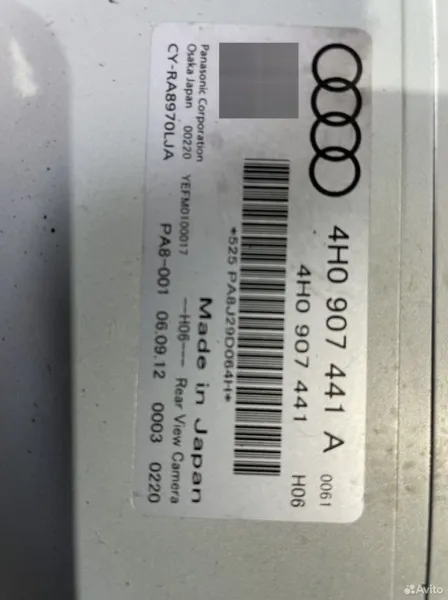 4H0 907 441 A 0061
4H0 907 441 H06
*525 PA8J29D064H*
Made in Japan
Panasonic Corporation
Osaka Japan 00220 YEFM0100017 —H06--- Rear View Camera
CY-RA8970LJA PA8-001 06.09.12 0003 0220
Avito